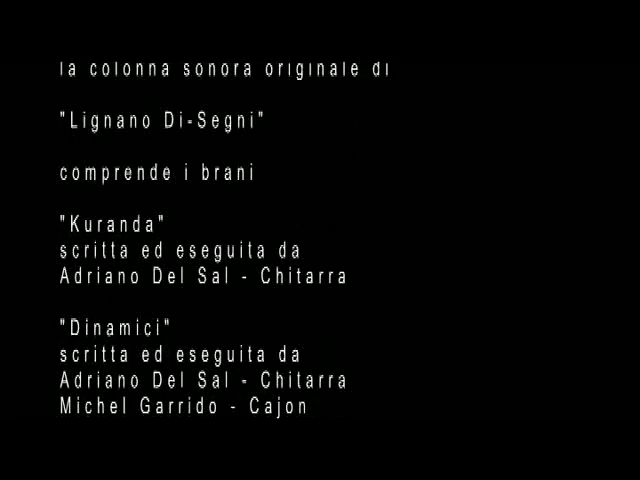 la colonna sonora originale di
"Lignano Di-Segni"
comprende i brani
"Kuranda"
scritta ed eseguita da
Adriano Del Sal - Chitarra
"Dinamici"
scritta ed eseguita da
Adriano Del Sal - Chitarra
Michel Garrido - Cajon